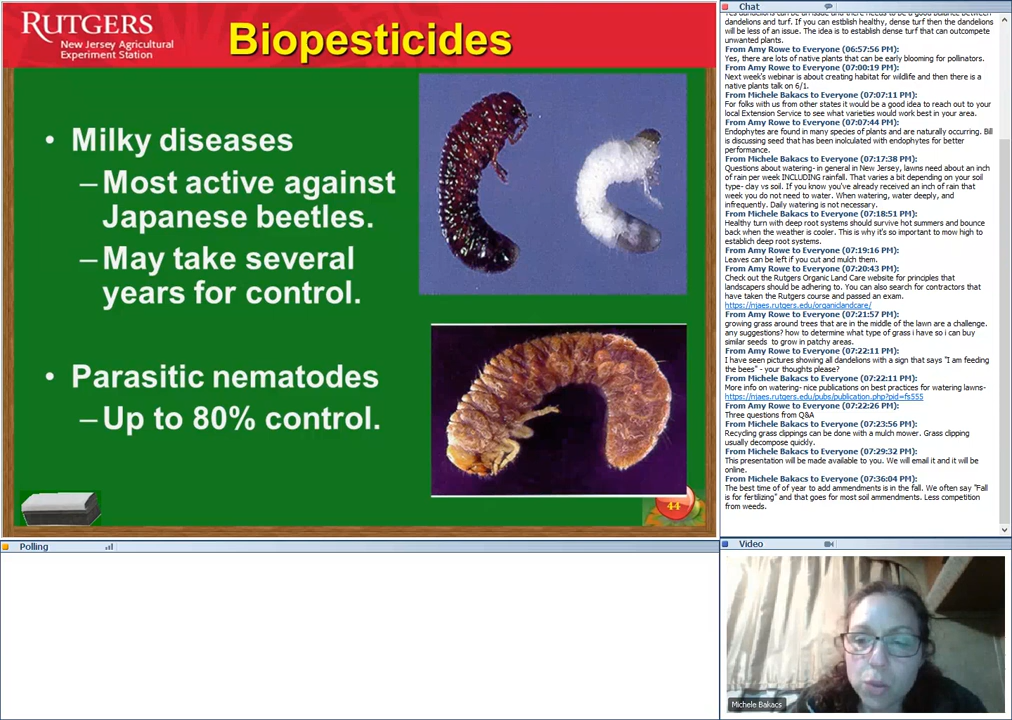 RUTGERS
New Jersey Agricultural
Experiment Station
Biopesticides
• Milky diseases
– Most active against
Japanese beetles.
– May take several
years for control.
• Parasitic nematodes
– Up to 80% control.
44
Chat
Yes dandelions can be an issue and there needs to be a good balance between
dandelions and turf. If you can estblish healthy, dense turf then the dandelions
will be less of an issue. The idea is to establish dense turf that can outcompete
unwanted plants.
From Amy Rowe to Everyone (06:57:56 PM):
Yes, there are lots of native plants that can be early blooming for pollinators.
From Amy Rowe to Everyone (07:00:19 PM):
Next week's webinar is about creating habitat for wildlife and then there is a
native plants talk on 6/1.
From Michele Bakacs to Everyone (07:07:11 PM):
For folks with us from other states it would be a good idea to reach out to your
local Extension Service to see what varieties would work best in your area.
From Amy Rowe to Everyone (07:07:44 PM):
Endophytes are found in many species of plants and are naturally occurring. Bill
is discussing seed that has been inolculated with endophytes for better
performance.
From Michele Bakacs to Everyone (07:17:38 PM):
Questions about watering- in general in New Jersey, lawns need about an inch
of rain per week INCLUDING rainfall. That varies a bit depending on your soil
type- clay vs soil. If you know you've already received an inch of rain that
week you do not need to water. When watering, water deeply, and
infrequently. Daily watering is not necessary.
From Michele Bakacs to Everyone (07:18:51 PM):
Healthy turn with deep root systems should survive hot summers and bounce
back when the weather is cooler. This is why it's so important to mow high to
establich deep root systems.
From Amy Rowe to Everyone (07:19:16 PM):
Leaves can be left if you cut and mulch them.
From Amy Rowe to Everyone (07:20:43 PM):
Check out the Rutgers Organic Land Care website for principles that
landscapers should be adhering to. You can also search for contractors that
have taken the Rutgers course and passed an exam.
https://njaes.rutgers.edu/organiclandcare/
From Amy Rowe to Everyone (07:21:57 PM):
growing grass around trees that are in the middle of the lawn are a challenge.
any suggestions? how to determine what type of grass i have so i can buy
similar seeds to grow in patchy areas.
From Amy Rowe to Everyone (07:22:11 PM):
I have seen pictures showing all dandelions with a sign that says "I am feeding
the bees" - your thoughts please?
From Michele Bakacs to Everyone (07:22:11 PM):
More info on watering- nice publications on best practices for watering lawns-
https://njaes.rutgers.edu/pubs/publication.php?pid=fs555
From Amy Rowe to Everyone (07:22:26 PM):
Three questions from Q&A
From Michele Bakacs to Everyone (07:23:56 PM):
Recycling grass clippings can be done with a mulch mower. Grass clipping
usually decompose quickly.
From Michele Bakacs to Everyone (07:29:32 PM):
This presentation will be made available to you. We will email it and it will be
online.
From Michele Bakacs to Everyone (07:36:04 PM):
The best time of of year to add ammendments is in the fall. We often say "Fall
is for fertlizing" and that goes for most soil ammendments. Less competition
from weeds.
Polling
Video
Michele Bakacs